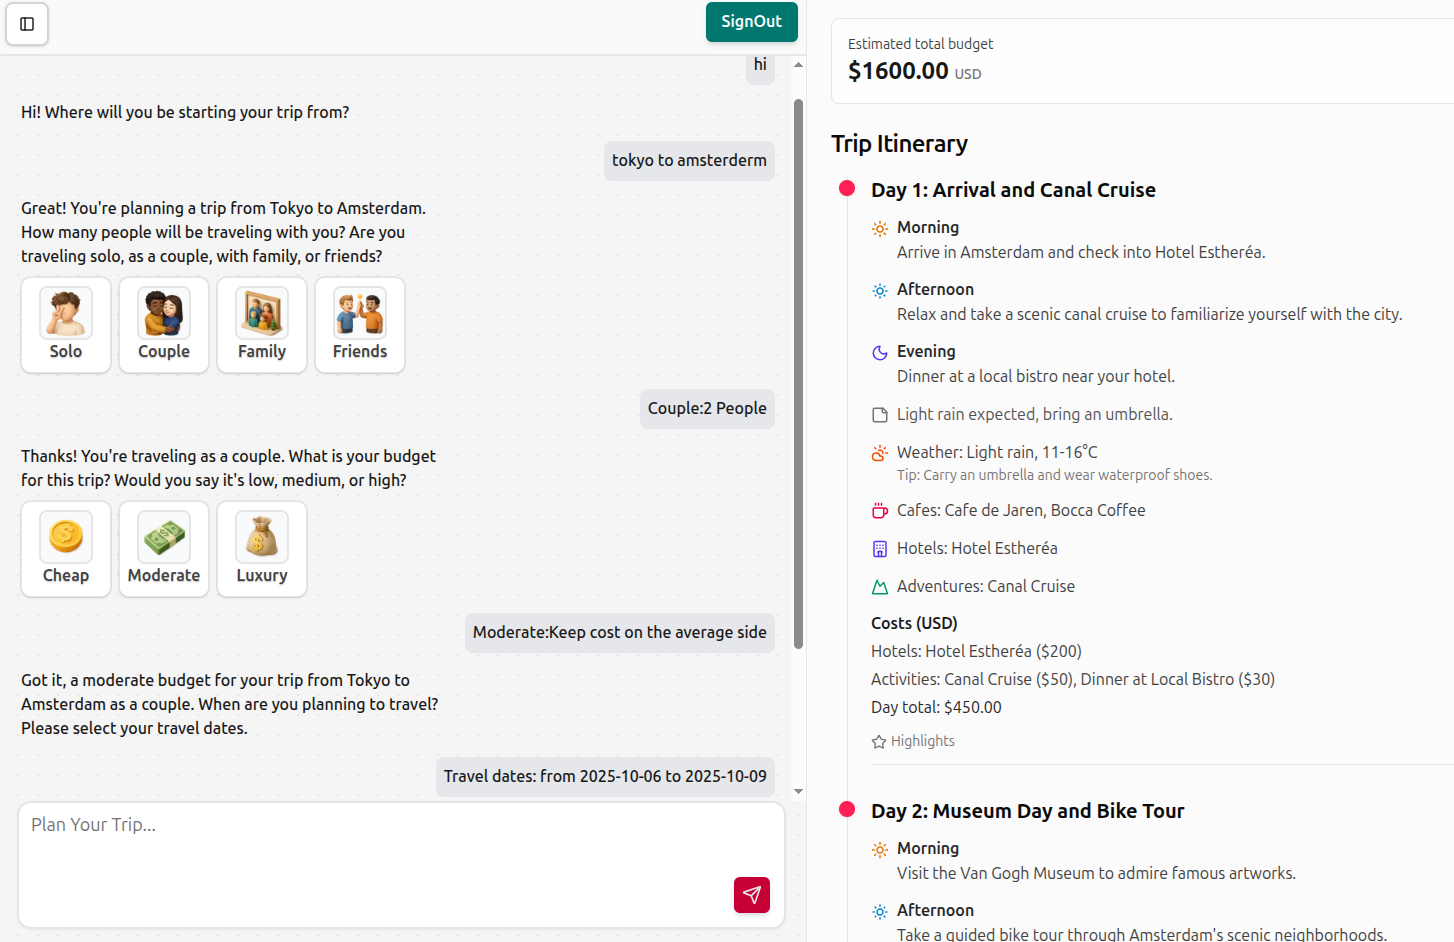 SignOut
hi
Hi! Where will you be starting your trip from?
tokyo to amsterderm
Great! You're planning a trip from Tokyo to Amsterdam.
How many people will be traveling with you? Are you
traveling solo, as a couple, with family, or friends?
Solo
Couple
Family
Friends
Couple:2 People
Thanks! You're traveling as a couple. What is your budget
for this trip? Would you say it's low, medium, or high?
Cheap
Moderate
Luxury
Moderate:Keep cost on the average side
Got it, a moderate budget for your trip from Tokyo to
Amsterdam as a couple. When are you planning to travel?
Please select your travel dates.
Travel dates: from 2025-10-06 to 2025-10-09
Plan Your Trip...
Estimated total budget
$1600.00 USD
Trip Itinerary
Day 1: Arrival and Canal Cruise
Morning
Arrive in Amsterdam and check into Hotel Estheréa.
Afternoon
Relax and take a scenic canal cruise to familiarize yourself with the city.
Evening
Dinner at a local bistro near your hotel.
Light rain expected, bring an umbrella.
Weather: Light rain, 11-16°C
Tip: Carry an umbrella and wear waterproof shoes.
Cafes: Cafe de Jaren, Bocca Coffee
Hotels: Hotel Estheréa
Adventures: Canal Cruise
Costs (USD)
Hotels: Hotel Estheréa ($200)
Activities: Canal Cruise ($50), Dinner at Local Bistro ($30)
Day total: $450.00
Highlights
Day 2: Museum Day and Bike Tour
Morning
Visit the Van Gogh Museum to admire famous artworks.
Afternoon
Take a guided bike tour through Amsterdam's scenic neighborhoods.